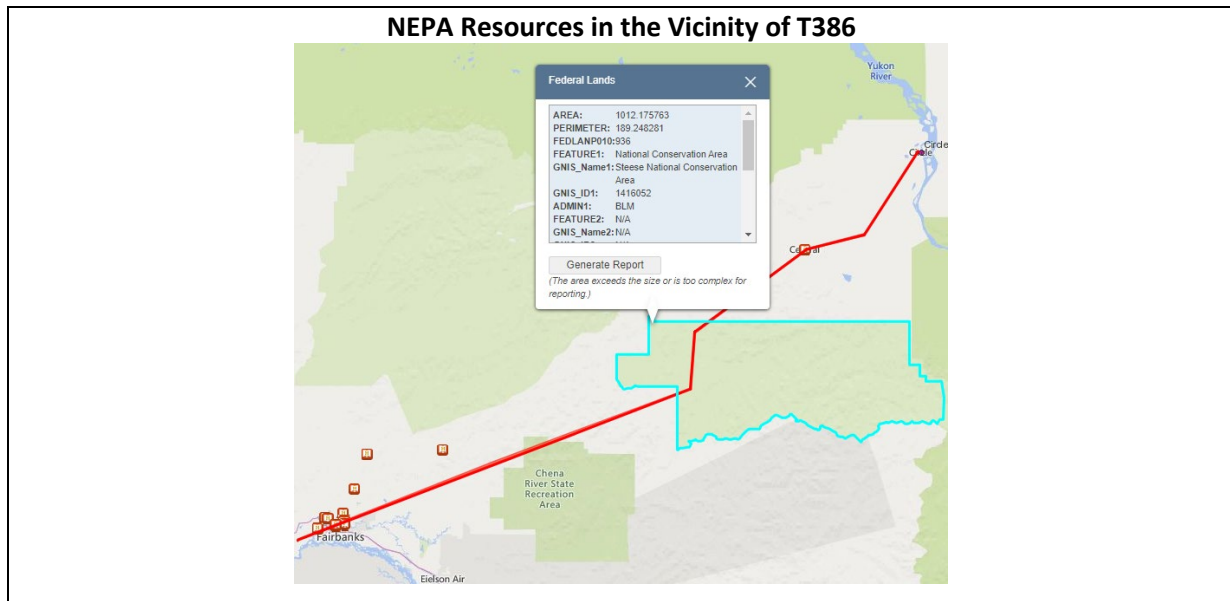 NEPA Resources in the Vicinity of T386
Federal Lands
AREA: 1012.175763
PERIMETER: 189.248281
FEDLANP010:936
FEATURE1: National Conservation Area
GNIS_Name1:Steese National Conservation
Area
GNIS_ID1: 1416052
ADMIN1: BLM
FEATURE2: N/A
GNIS_Name2:N/A
Generate Report
(The area exceeds the size or is too complex for
reporting.)
Yukon
River
Circle
Circle
Central
Chena
River State
Recreation
Area
Fairbanks
Eielson Air